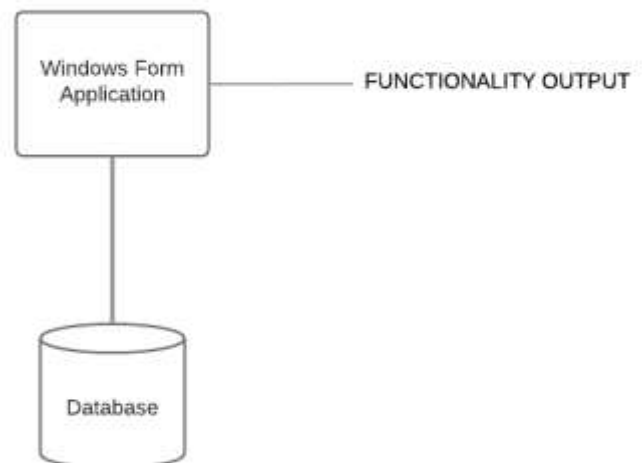 Windows Form
Application
FUNCTIONALITY OUTPUT
Database